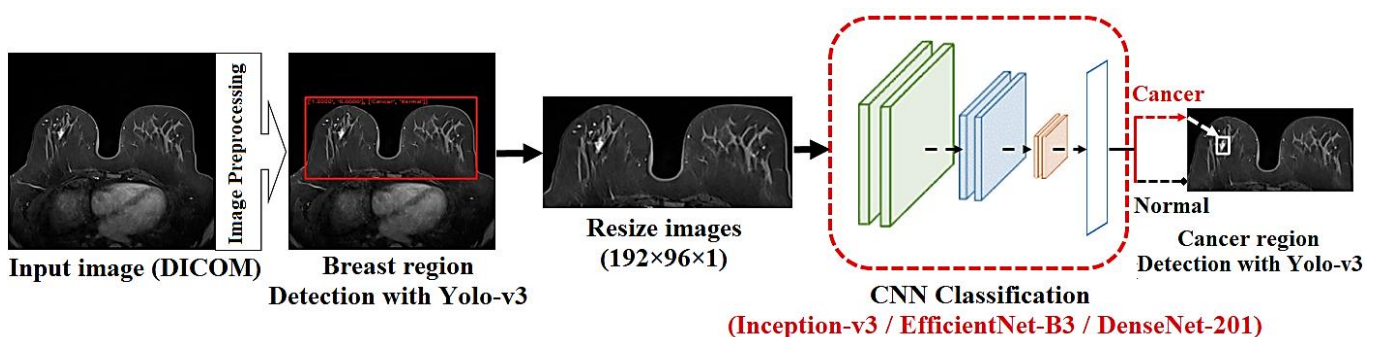 Input image (DICOM)
Image Preprocessing
Breast region
Detection with Yolo-v3
Resize images
(192×96×1)
CNN Classification
(Inception-v3 / EfficientNet-B3 / DenseNet-201)
Cancer
Normal
Cancer region
Detection with Yolo-v3